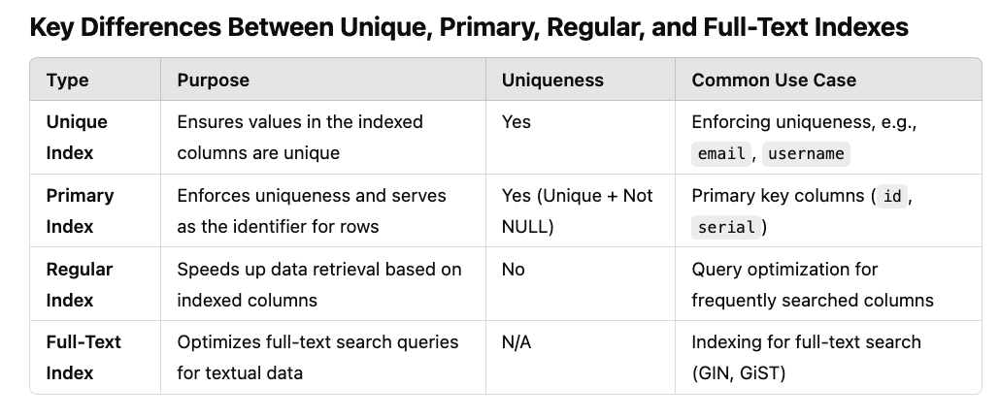 Key Differences Between Unique, Primary, Regular, and Full-Text Indexes
Type Purpose Uniqueness Common Use Case
Unique Index Ensures values in the indexed columns are unique Yes Enforcing uniqueness, e.g., email, username
Primary Index Enforces uniqueness and serves as the identifier for rows Yes (Unique + Not NULL) Primary key columns (id, serial)
Regular Index Speeds up data retrieval based on indexed columns No Query optimization for frequently searched columns
Full-Text Index Optimizes full-text search queries for textual data N/A Indexing for full-text search (GIN, GiST)